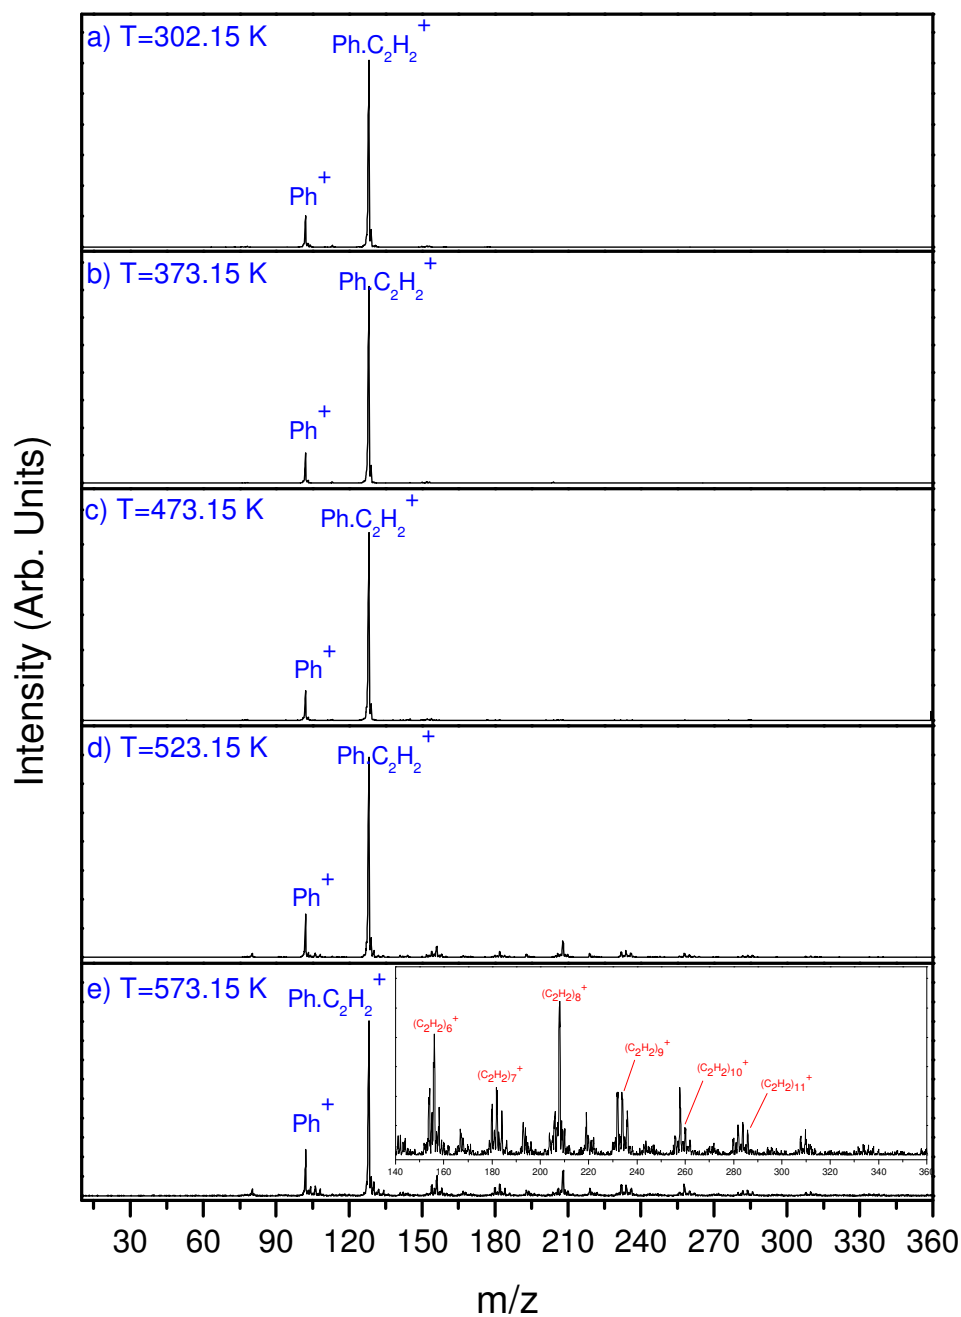 a) T=302.15 K
Ph.C₂H₂⁺
Ph⁺
b) T=373.15 K
Ph.C₂H₂⁺
Ph⁺
c) T=473.15 K
Ph.C₂H₂⁺
Ph⁺
d) T=523.15 K
Ph.C₂H₂⁺
Ph⁺
e) T=573.15 K
Ph.C₂H₂⁺
Ph⁺
(C₂H₂)₆⁺
(C₂H₂)₇⁺
(C₂H₂)₈⁺
(C₂H₂)₉⁺
(C₂H₂)₁₀⁺
(C₂H₂)₁₁⁺
140 160 180 200 220 240 260 280 300 320 340 360
30 60 90 120 150 180 210 240 270 300 330 360
m/z
Intensity (Arb. Units)